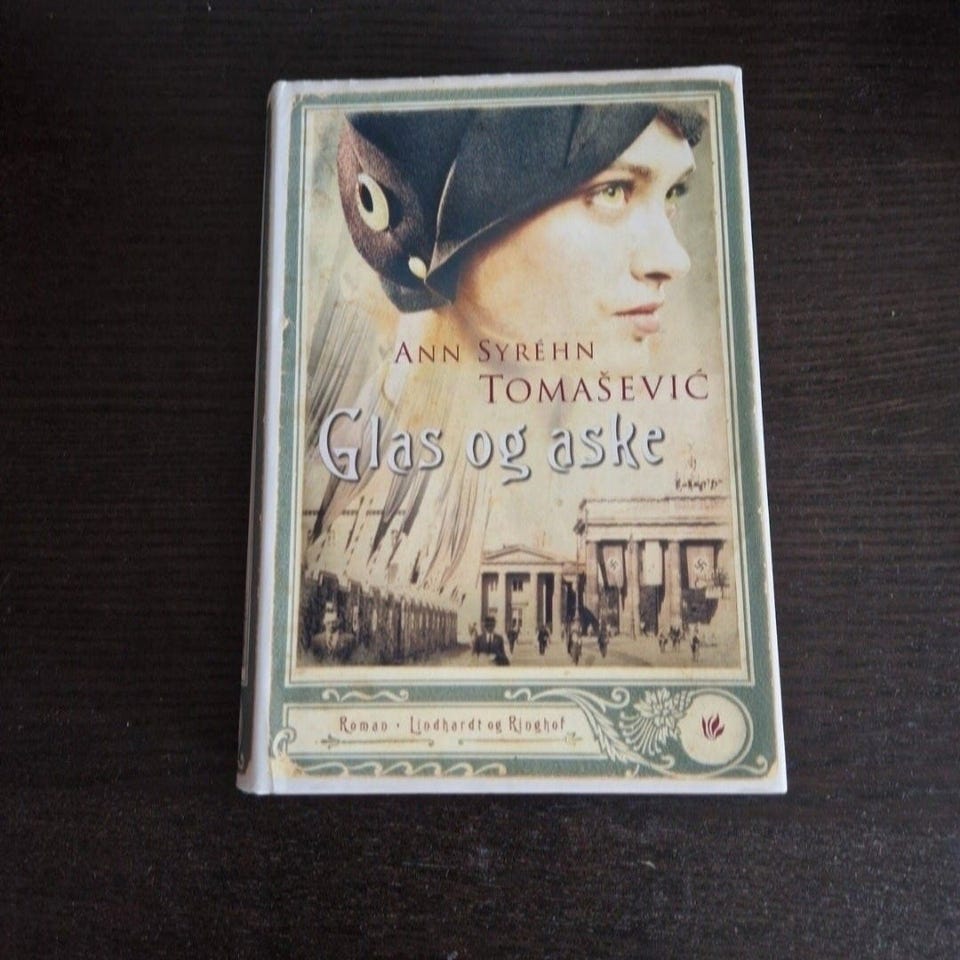 ANN SYRÉHN
TOMAŠEVIĆ
Glas og aske
Roman · Lindhardt og Ringhof